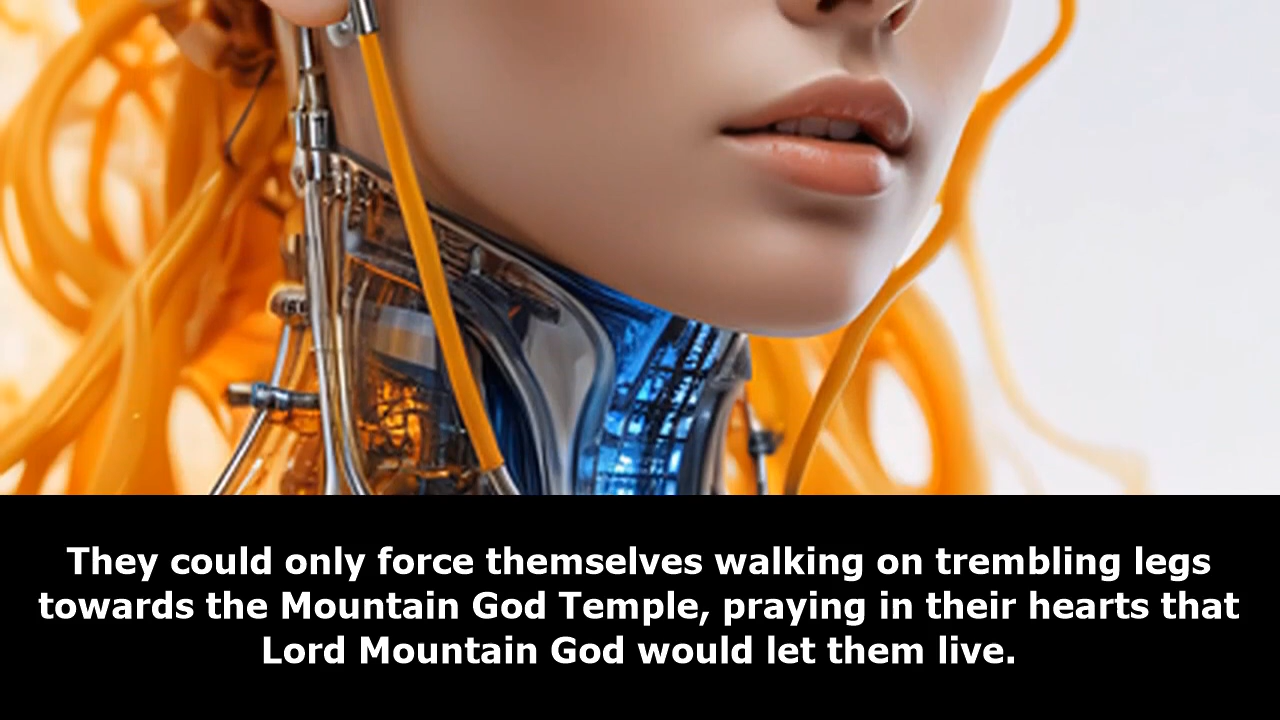 They could only force themselves walking on trembling legs
towards the Mountain God Temple, praying in their hearts that
Lord Mountain God would let them live.